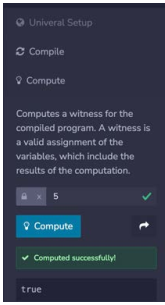 Univeral Setup
Compile
Compute
Computes a witness for the
compiled program. A witness is
a valid assignment of the
variables, which include the
results of the computation.
x 5
Compute
Computed successfully!
true